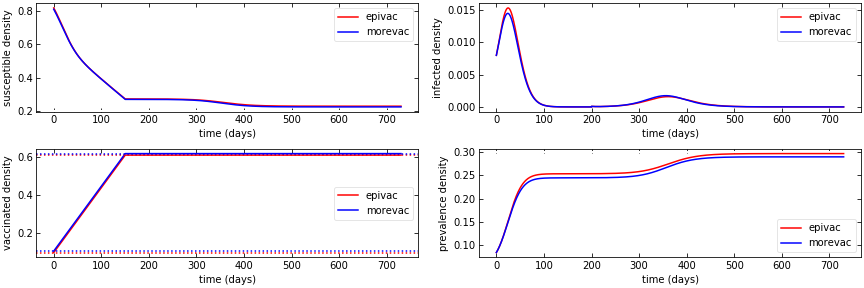 susceptible density
0.8
0.6
0.4
0.2
0 100 200 300 400 500 600 700
time (days)
epivac
morevac
infected density
0.015
0.010
0.005
0.000
0 100 200 300 400 500 600 700
time (days)
epivac
morevac
vaccinated density
0.6
0.4
0.2
0 100 200 300 400 500 600 700
time (days)
epivac
morevac
prevalence density
0.30
0.25
0.20
0.15
0.10
0 100 200 300 400 500 600 700
time (days)
epivac
morevac